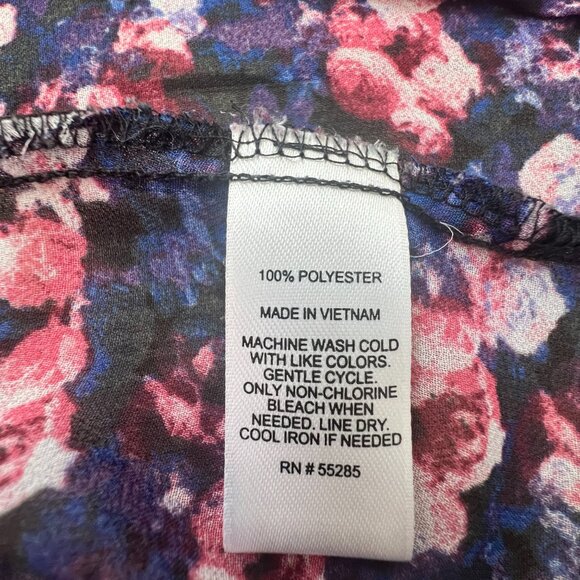 100% POLYESTER
MADE IN VIETNAM
MACHINE WASH COLD
WITH LIKE COLORS.
GENTLE CYCLE.
ONLY NON-CHLORINE
BLEACH WHEN
NEEDED. LINE DRY.
COOL IRON IF NEEDED
RN # 55285